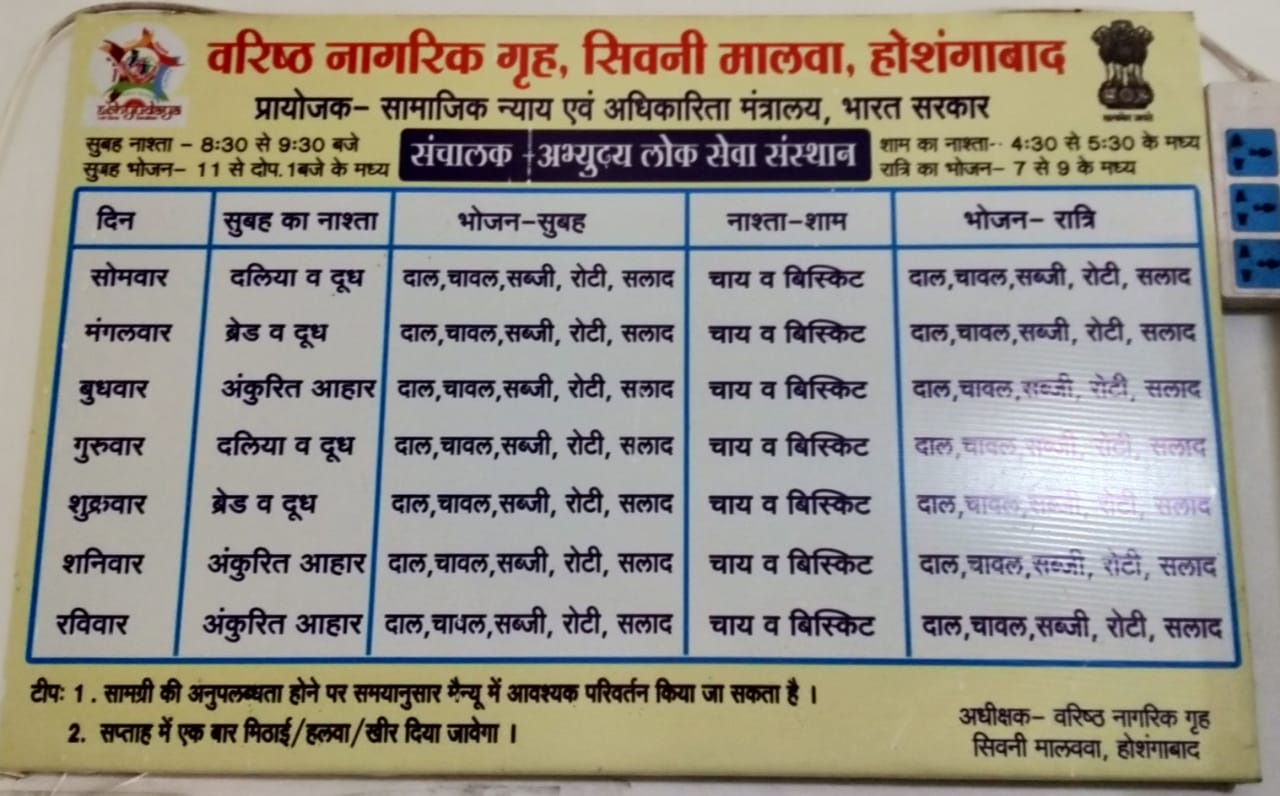 वरिष्ठ नागरिक गृह, सिवनी मालवा, होशंगाबाद
प्रायोजक– सामाजिक न्याय एवं अधिकारिता मंत्रालय, भारत सरकार
सुबह नाश्ता – 8:30 से 9:30 बजे
सुबह भोजन– 11 से दोप. 1बजे के मध्य
संचालक - अभ्युदय लोक सेवा संस्थान
शाम का नाश्ता-- 4:30 से 5:30 के मध्य
रात्रि का भोजन– 7 से 9 के मध्य
दिन सुबह का नाश्ता भोजन–सुबह नाश्ता–शाम भोजन– रात्रि
सोमवार दलिया व दूध दाल,चावल,सब्जी, रोटी, सलाद चाय व बिस्किट दाल,चावल,सब्जी, रोटी, सलाद
मंगलवार ब्रेड व दूध दाल,चावल,सब्जी, रोटी, सलाद चाय व बिस्किट दाल,चावल,सब्जी, रोटी, सलाद
बुधवार अंकुरित आहार दाल,चावल,सब्जी, रोटी, सलाद चाय व बिस्किट दाल,चावल,सब्जी, रोटी, सलाद
गुरुवार दलिया व दूध दाल,चावल,सब्जी, रोटी, सलाद चाय व बिस्किट दाल,चावल,सब्जी, रोटी, सलाद
शुक्रवार ब्रेड व दूध दाल,चावल,सब्जी, रोटी, सलाद चाय व बिस्किट दाल,चावल,सब्जी, रोटी, सलाद
शनिवार अंकुरित आहार दाल,चावल,सब्जी, रोटी, सलाद चाय व बिस्किट दाल,चावल,सब्जी, रोटी, सलाद
रविवार अंकुरित आहार दाल,चावल,सब्जी, रोटी, सलाद चाय व बिस्किट दाल,चावल,सब्जी, रोटी, सलाद
टीपः 1 . सामग्री की अनुपलब्धता होने पर समयानुसार मैन्यू में आवश्यक परिवर्तन किया जा सकता है ।
2. सप्ताह में एक बार मिठाई/हलवा/खीर दिया जावेगा ।
अधीक्षक– वरिष्ठ नागरिक गृह
सिवनी मालववा, होशंगाबाद